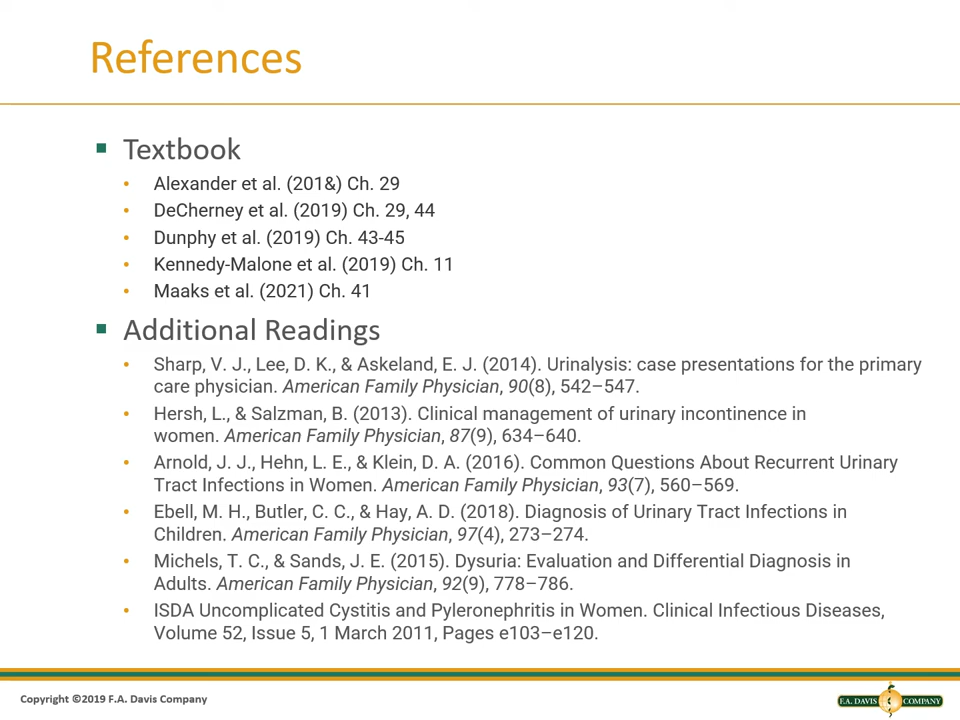 References
Textbook
Alexander et al. (201&) Ch. 29
DeCherney et al. (2019) Ch. 29, 44
Dunphy et al. (2019) Ch. 43-45
Kennedy-Malone et al. (2019) Ch. 11
Maaks et al. (2021) Ch. 41
Additional Readings
Sharp, V. J., Lee, D. K., & Askeland, E. J. (2014). Urinalysis: case presentations for the primary
care physician. American Family Physician, 90(8), 542–547.
Hersh, L., & Salzman, B. (2013). Clinical management of urinary incontinence in
women. American Family Physician, 87(9), 634–640.
Arnold, J. J., Hehn, L. E., & Klein, D. A. (2016). Common Questions About Recurrent Urinary
Tract Infections in Women. American Family Physician, 93(7), 560–569.
Ebell, M. H., Butler, C. C., & Hay, A. D. (2018). Diagnosis of Urinary Tract Infections in
Children. American Family Physician, 97(4), 273–274.
Michels, T. C., & Sands, J. E. (2015). Dysuria: Evaluation and Differential Diagnosis in
Adults. American Family Physician, 92(9), 778–786.
ISDA Uncomplicated Cystitis and Pyleronephritis in Women. Clinical Infectious Diseases,
Volume 52, Issue 5, 1 March 2011, Pages e103–e120.
Copyright ©2019 F.A. Davis Company
F.A. DAVIS COMPANY